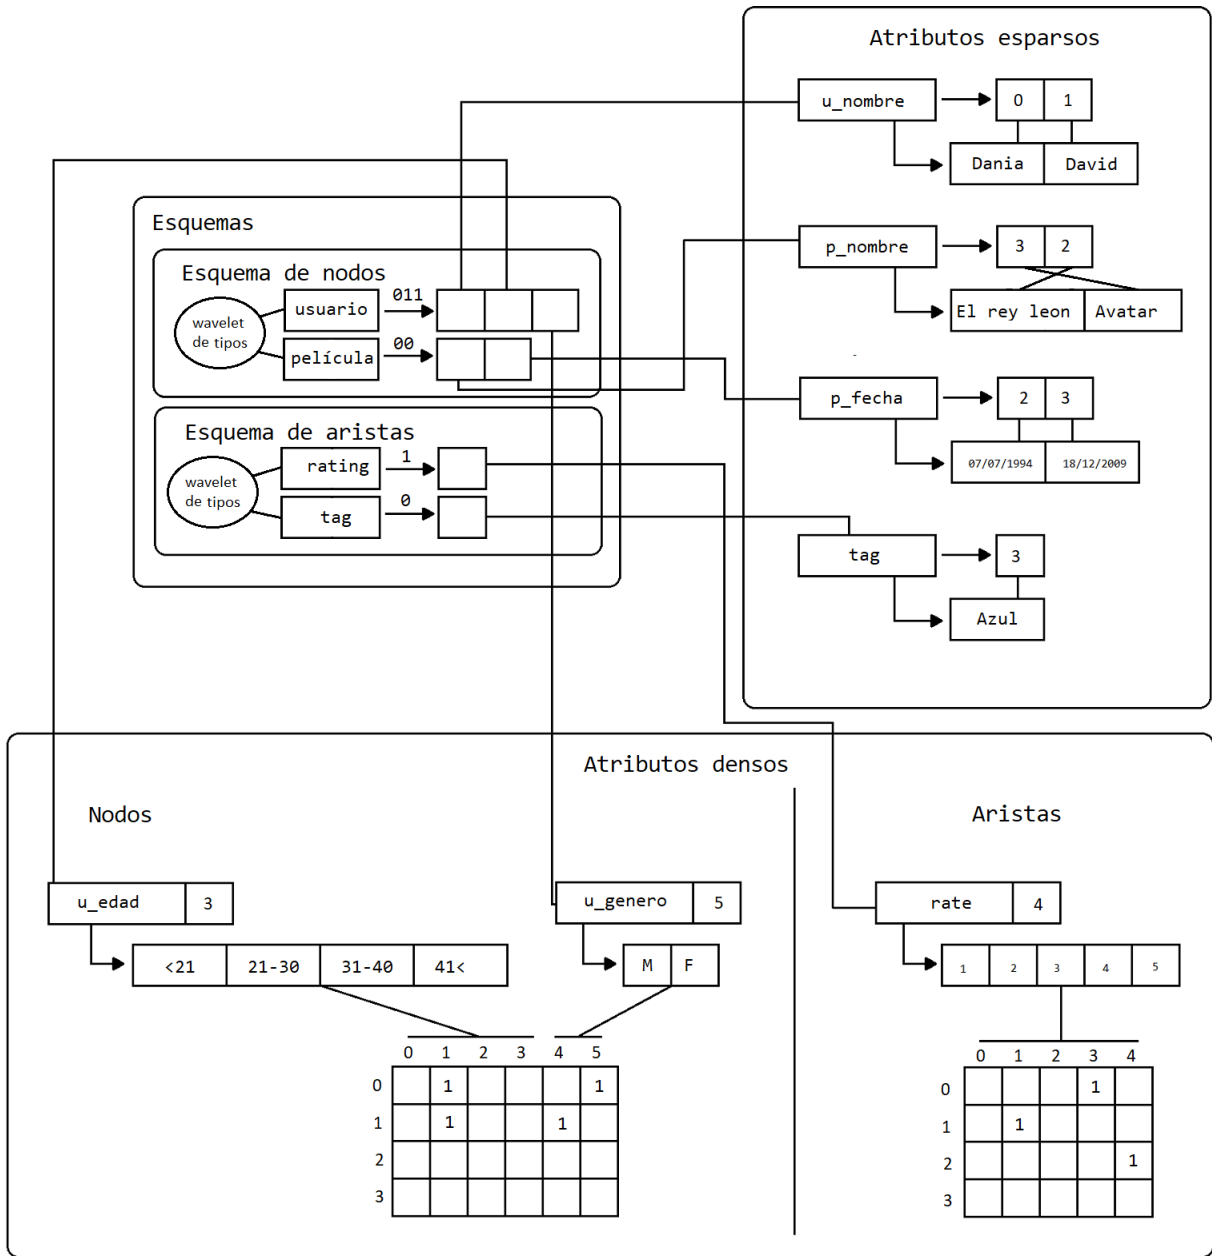 Atributos esparsos
u_nombre
0 1
Dania David
Esquemas
p_nombre
3 2
El rey leon Avatar
Esquema de nodos
wavelet
de tipos
usuario
011
película
00
p_fecha
2 3
07/07/1994 18/12/2009
Esquema de aristas
wavelet
de tipos
rating
1
tag
0
tag
3
Azul
Atributos densos
Nodos
Aristas
u_edad 3
<21 21-30 31-40 41<
u_genero 5
M F
rate 4
1 2 3 4 5
0 1 2 3 4 5
0 1 1
1 1 1
2
3
0 1 2 3 4
0 1
1 1
2 1
3